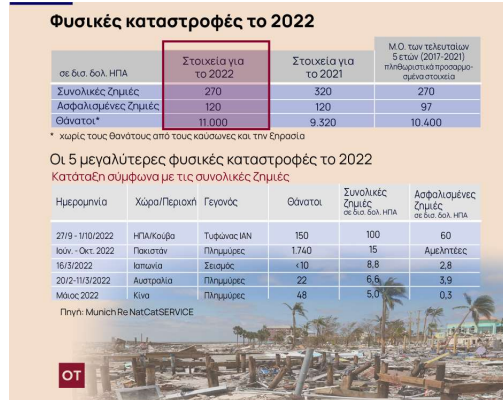 Φυσικές καταστροφές το 2022
σε δισ. δολ. ΗΠΑ Στοιχεία για το 2022 Στοιχεία για το 2021 Μ.Ο. των τελευταίων 5 ετών (2017-2021) πληθωριστικά προσαρμο-σμένα στοιχεία
Συνολικές ζημιές 270 320 270
Ασφαλισμένες ζημιές 120 120 97
Θάνατοι* 11.000 9.320 10.400
* χωρίς τους θανάτους από τους καύσωνες και την ξηρασία
Οι 5 μεγαλύτερες φυσικές καταστροφές το 2022
Κατάταξη σύμφωνα με τις συνολικές ζημιές
Ημερομηνία Χώρα/Περιοχή Γεγονός Θάνατοι Συνολικές ζημιές σε δισ. δολ. ΗΠΑ Ασφαλισμένες ζημιές σε δισ. δολ. ΗΠΑ
27/9 - 1/10/2022 ΗΠΑ/Κούβα Τυφώνας ΙΑΝ 150 100 60
Ιούν. - Οκτ. 2022 Πακιστάν Πλημμύρες 1.740 15 Αμελητέες
16/3/2022 Ιαπωνία Σεισμός <10 8,8 2,8
20/2-11/3/2022 Αυστραλία Πλημμύρες 22 6,6 3,9
Μάιος 2022 Κίνα Πλημμύρες 48 5,0 0,3
Πηγή: Munich Re NatCatSERVICE
ΟΤ